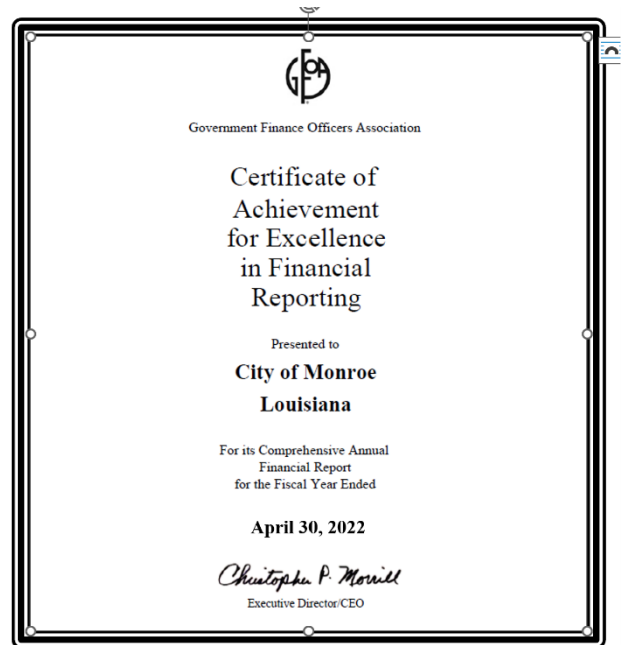 GFOA
Government Finance Officers Association
Certificate of
Achievement
for Excellence
in Financial
Reporting
Presented to
City of Monroe
Louisiana
For its Comprehensive Annual
Financial Report
for the Fiscal Year Ended
April 30, 2022
Christopher P. Morrill
Executive Director/CEO